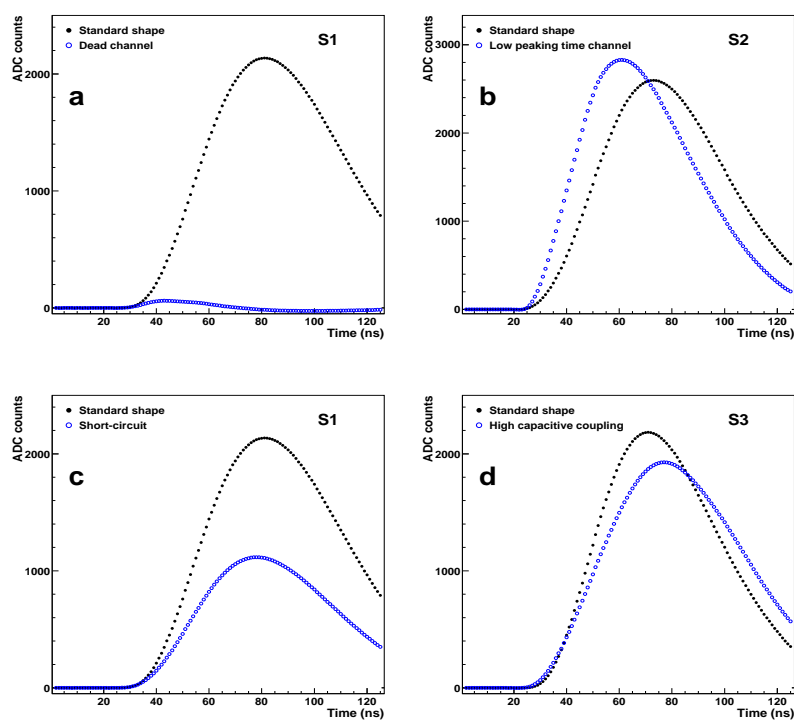 ADC counts
Standard shape
Dead channel
S1
a
2000
1000
0
0 20 40 60 80 100 120
Time (ns)
ADC counts
Standard shape
Low peaking time channel
S2
b
3000
2000
1000
0
0 20 40 60 80 100 120
Time (ns)
ADC counts
Standard shape
Short-circuit
S1
c
2000
1000
0
0 20 40 60 80 100 120
Time (ns)
ADC counts
Standard shape
High capacitive coupling
S3
d
2000
1000
0
0 20 40 60 80 100 120
Time (ns)